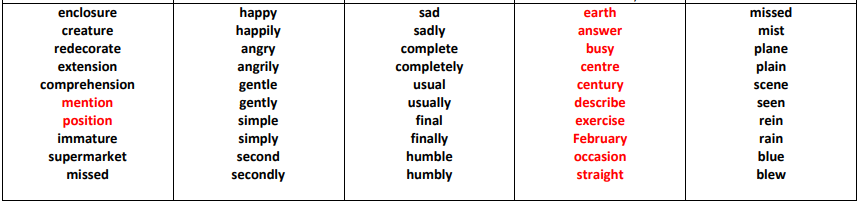 enclosure happy sad earth missed
creature happily sadly answer mist
redecorate angry complete busy plane
extension angrily completely centre plain
comprehension gentle usual century scene
mention gently usually describe seen
position simple final exercise rein
immature simply finally February rain
supermarket second humble occasion blue
missed secondly humbly straight blew